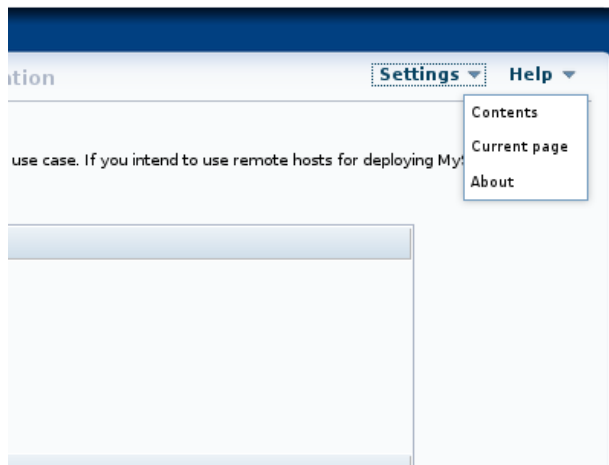 ation
Settings Help
Contents
Current page
About
use case. If you intend to use remote hosts for deploying My